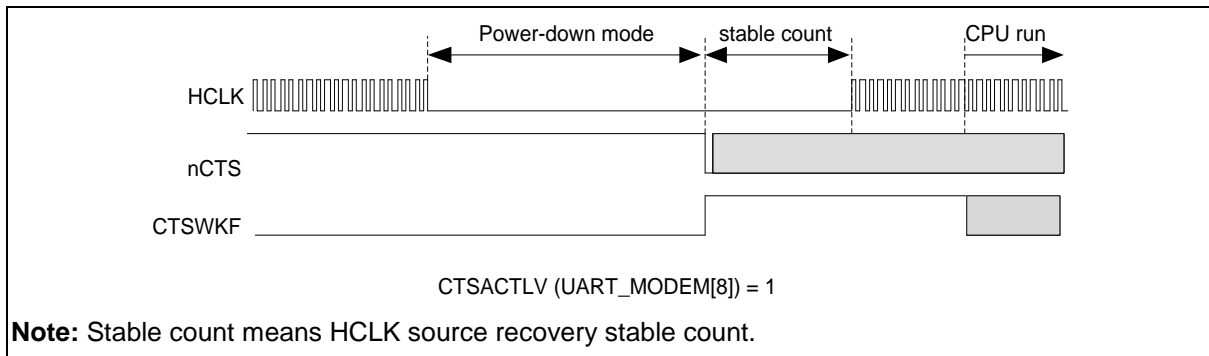 Power-down mode stable count CPU run
HCLK
nCTS
CTSWKF
CTSACTLV (UART_MODEM[8]) = 1
Note: Stable count means HCLK source recovery stable count.